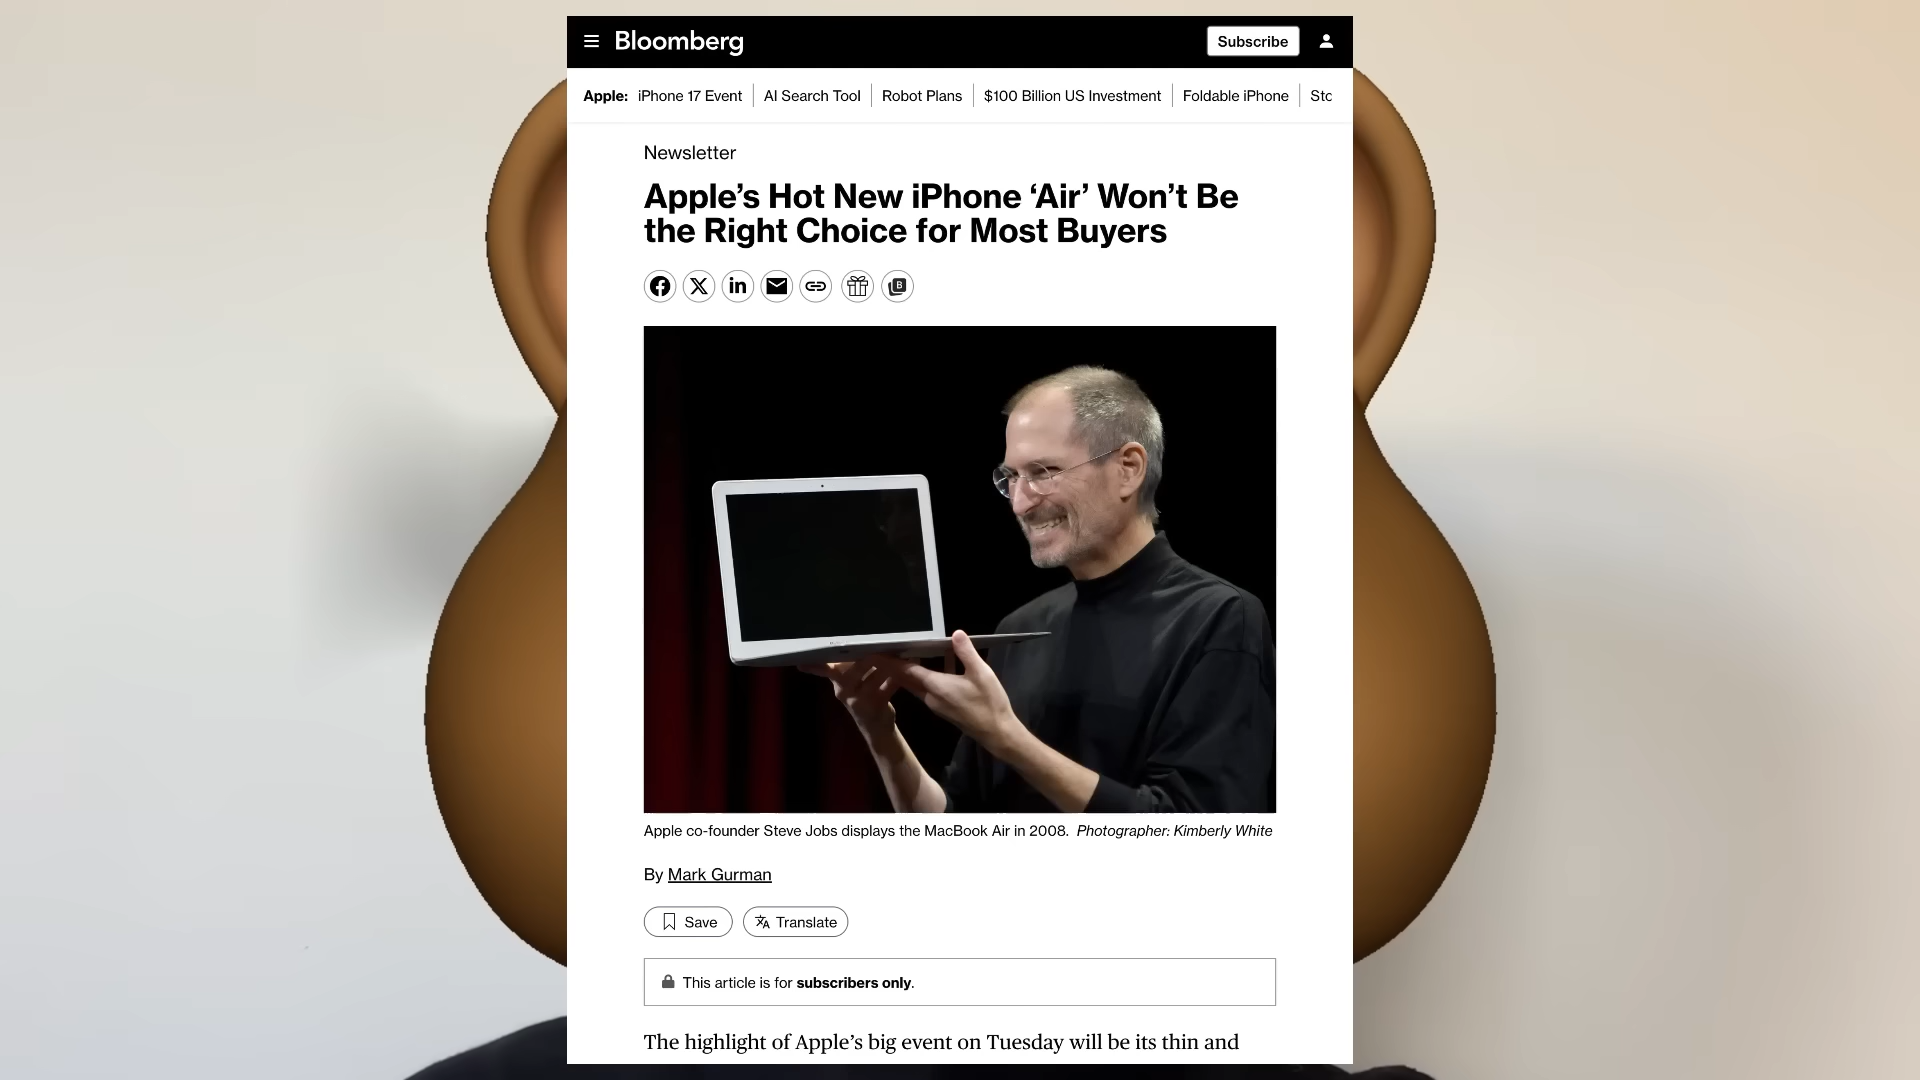 Bloomberg
Subscribe
Apple: iPhone 17 Event AI Search Tool Robot Plans $100 Billion US Investment Foldable iPhone Stc
Newsletter
Apple’s Hot New iPhone ‘Air’ Won’t Be
the Right Choice for Most Buyers
B
Apple co-founder Steve Jobs displays the MacBook Air in 2008. Photographer: Kimberly White
By Mark Gurman
Save Translate
This article is for subscribers only.
The highlight of Apple’s big event on Tuesday will be its thin and